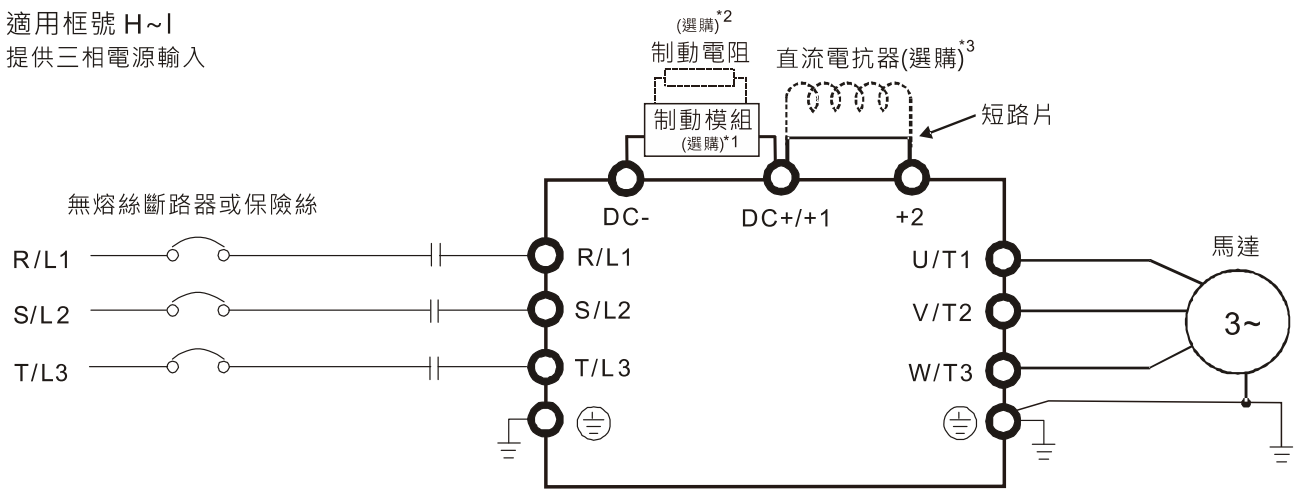 適用框號 H~I
提供三相電源輸入
(選購)*2
制動電阻
直流電抗器(選購)*3
制動模組
(選購)*1
短路片
DC-
DC+/+1
+2
無熔絲斷路器或保險絲
R/L1
R/L1
U/T1
馬達
S/L2
S/L2
V/T2
3~
T/L3
T/L3
W/T3